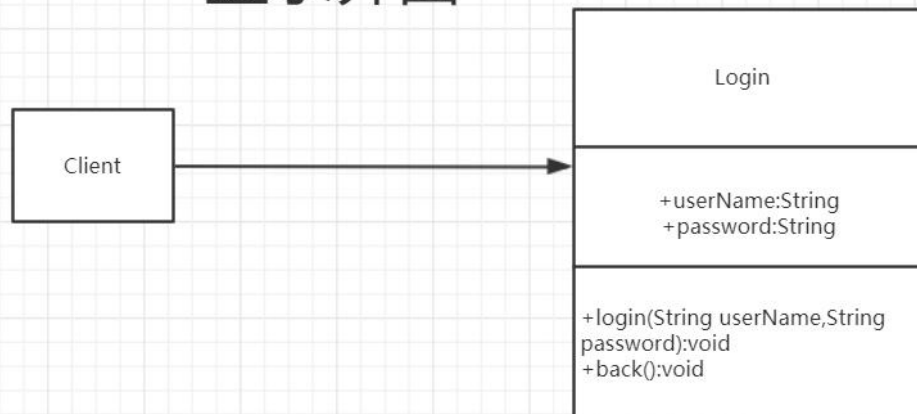 Client
Login
+userName:String
+password:String
+login(String userName,String
password):void
+back():void